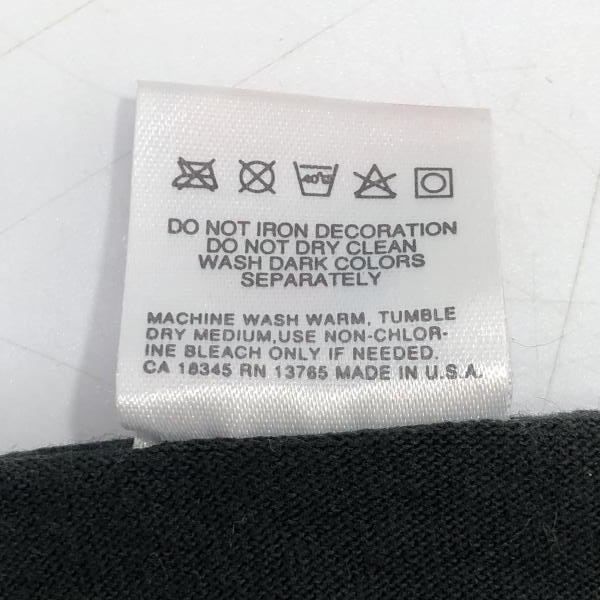 40°C
DO NOT IRON DECORATION
DO NOT DRY CLEAN
WASH DARK COLORS
SEPARATELY
MACHINE WASH WARM, TUMBLE
DRY MEDIUM,USE NON-CHLOR-
INE BLEACH ONLY IF NEEDED.
CA 18345 RN 13765 MADE IN U.S.A.